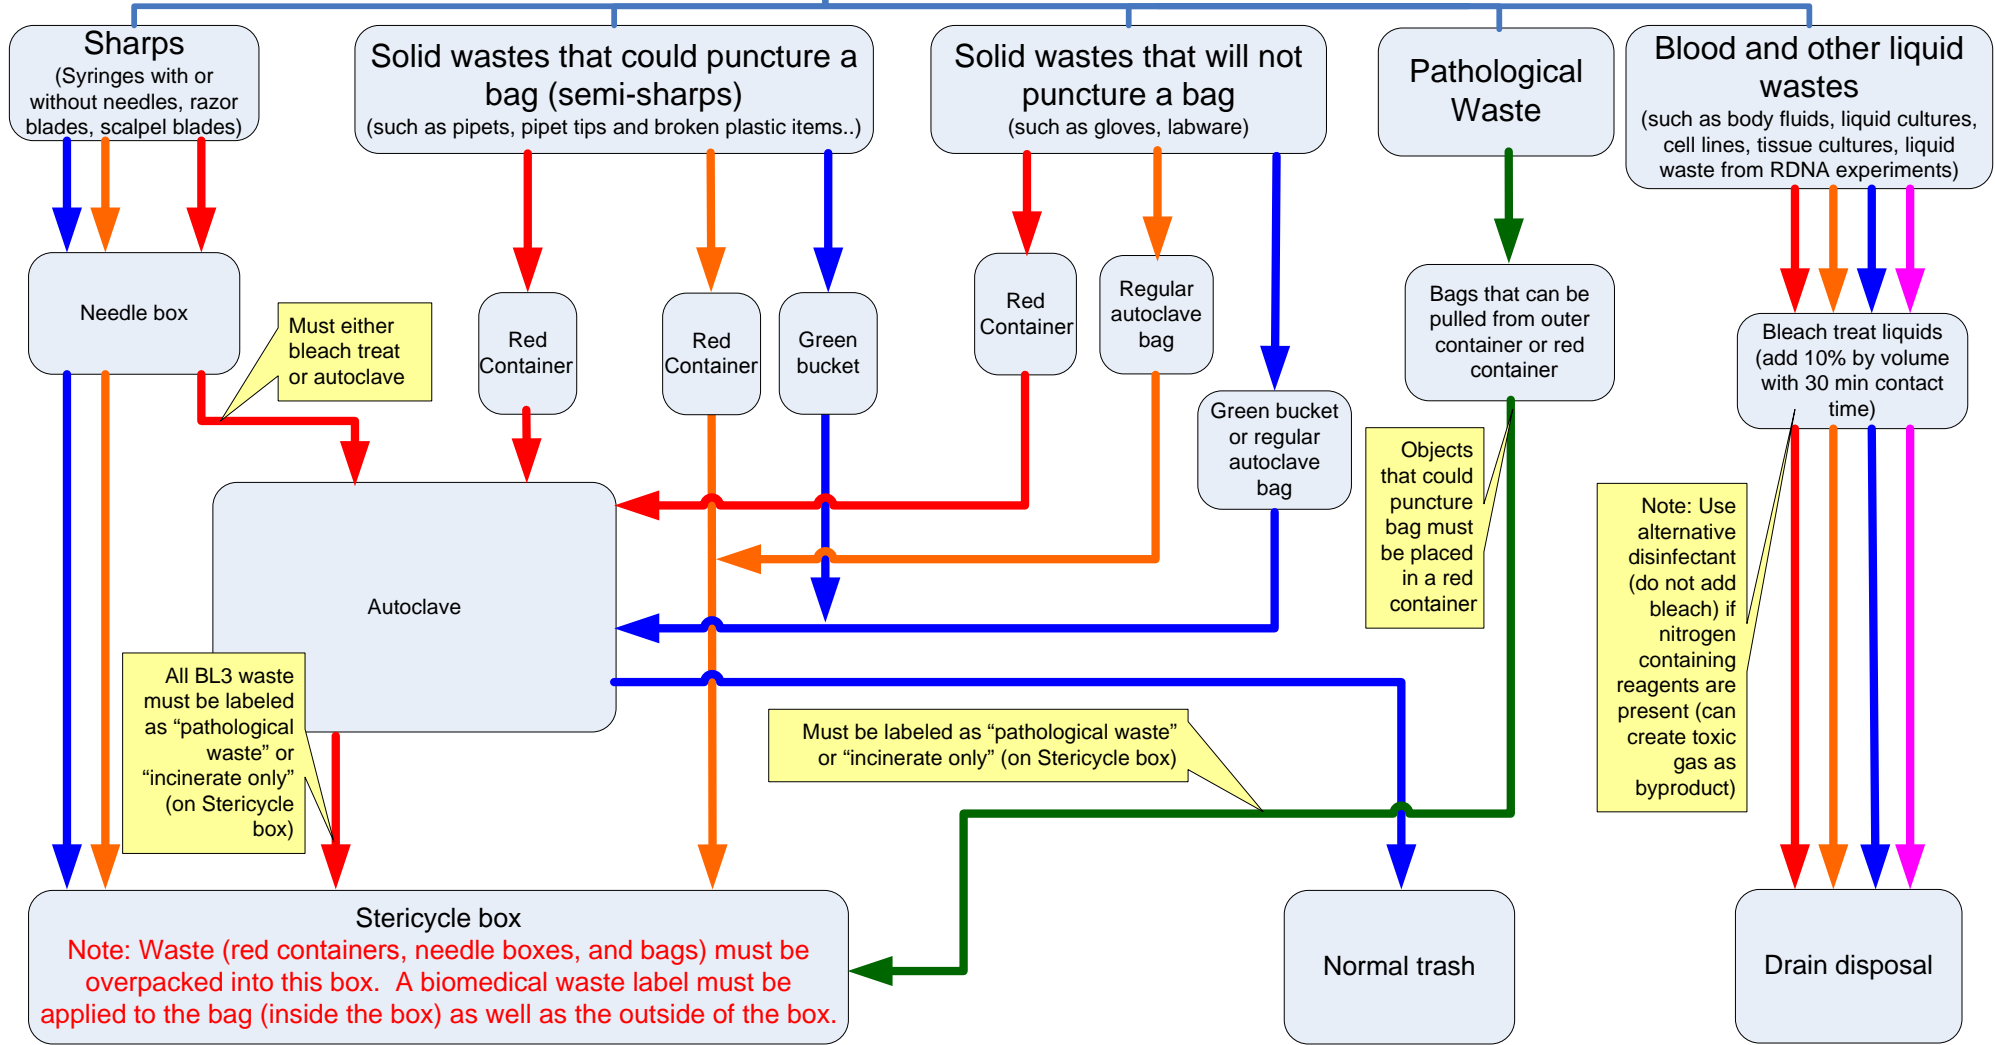 Sharps
(Syringes with or
without needles, razor
blades, scalpel blades)
Solid wastes that could puncture a
bag (semi-sharps)
(such as pipets, pipet tips and broken plastic items..)
Solid wastes that will not
puncture a bag
(such as gloves, labware)
Pathological
Waste
Blood and other liquid
wastes
(such as body fluids, liquid cultures,
cell lines, tissue cultures, liquid
waste from RDNA experiments)
Needle box
Must either
bleach treat
or autoclave
Red
Container
Red
Container
Green
bucket
Red
Container
Regular
autoclave
bag
Green bucket
or regular
autoclave
bag
Bags that can be
pulled from outer
container or red
container
Bleach treat liquids
(add 10% by volume
with 30 min contact
time)
Objects
that could
puncture
bag must
be placed
in a red
container
Note: Use
alternative
disinfectant
(do not add
bleach) if
nitrogen
containing
reagents are
present (can
create toxic
gas as
byproduct)
Autoclave
All BL3 waste
must be labeled
as “pathological
waste” or
“incinerate only”
(on Stericycle
box)
Must be labeled as “pathological waste”
or “incinerate only” (on Stericycle box)
Stericycle box
Note: Waste (red containers, needle boxes, and bags) must be
overpacked into this box.  A biomedical waste label must be
applied to the bag (inside the box) as well as the outside of the box.
Normal trash
Drain disposal